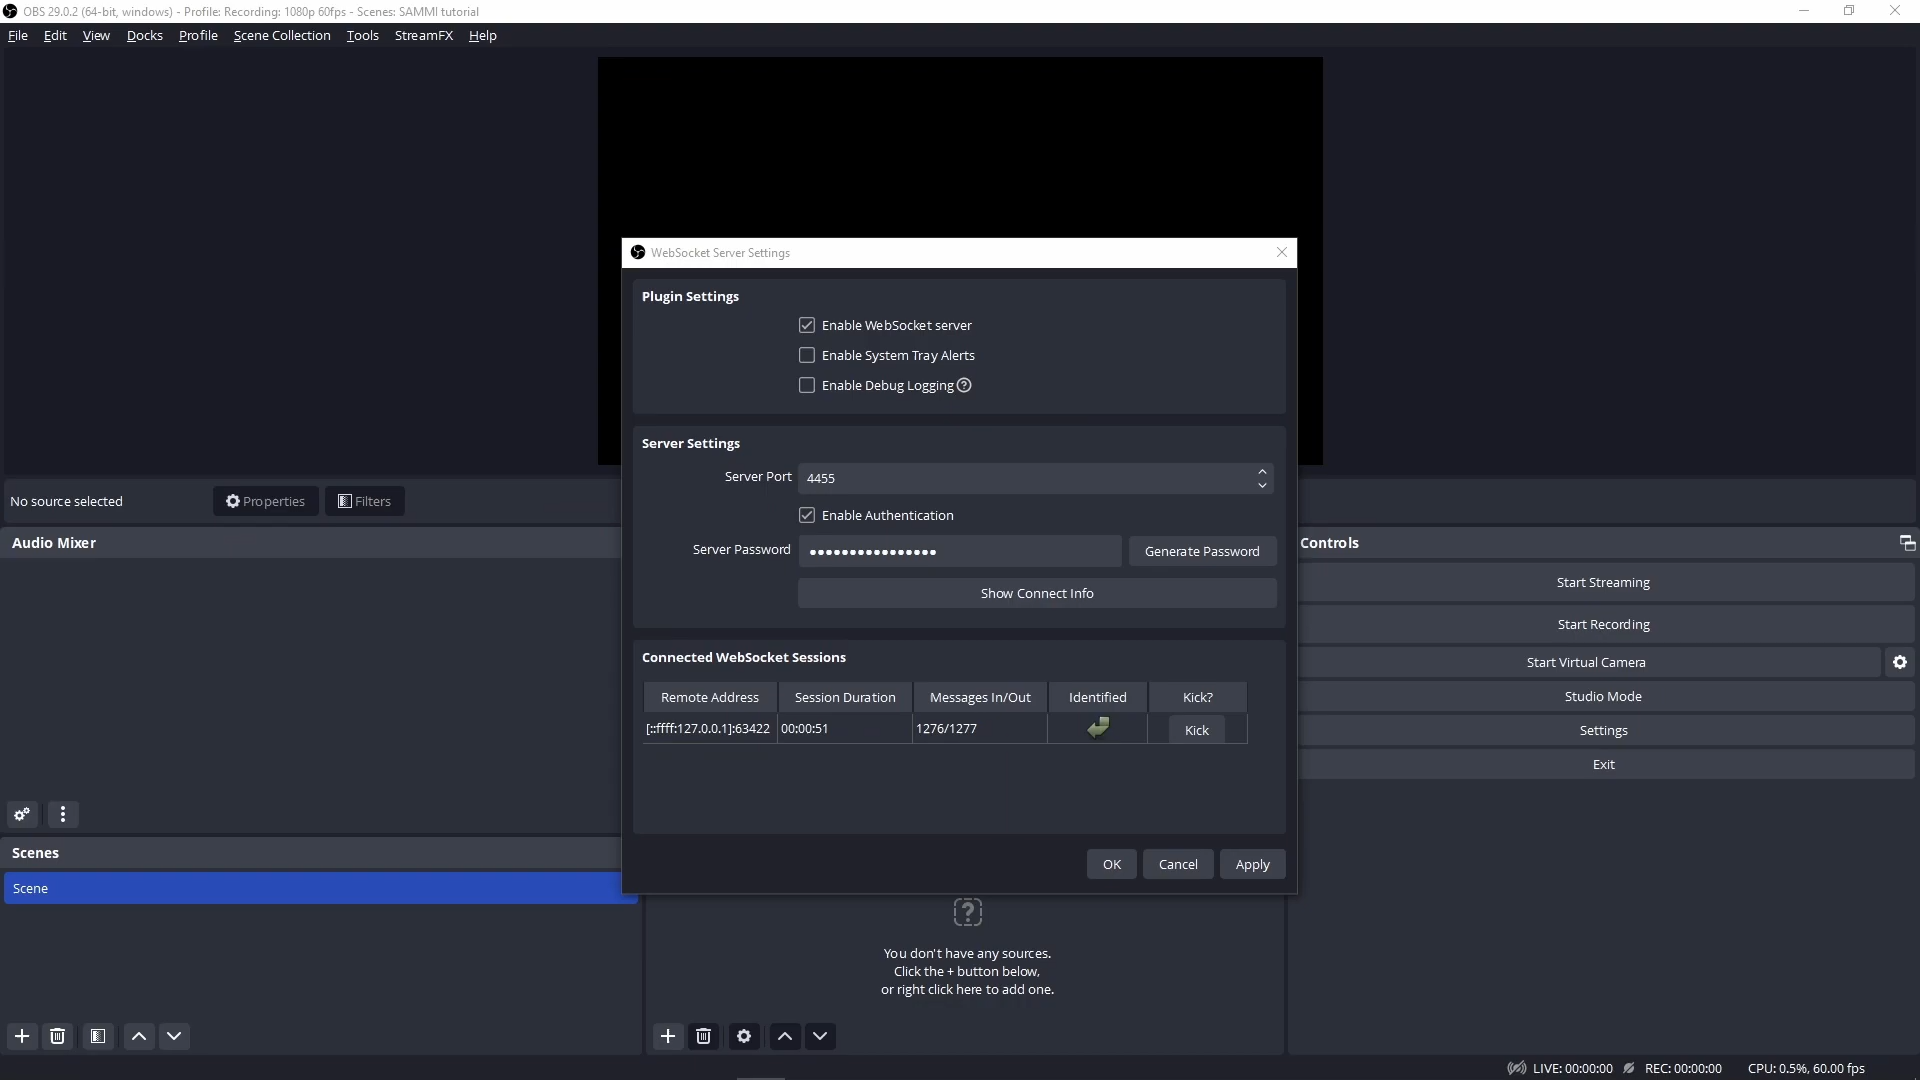 OBS 29.0.2 (64-bit, windows) - Profile: Recording: 1080p 60fps - Scenes: SAMMI tutorial
File Edit View Docks Profile Scene Collection Tools StreamFX Help
WebSocket Server Settings
Plugin Settings
Enable WebSocket server
Enable System Tray Alerts
Enable Debug Logging
Server Settings
Server Port 4455
Enable Authentication
Server Password ●●●●●●●●●●●●●●●● Generate Password
Show Connect Info
Connected WebSocket Sessions
Remote Address Session Duration Messages In/Out Identified Kick?
[::ffff:127.0.0.1]:63422 00:00:51 1276/1277 Kick
OK Cancel Apply
No source selected Properties Filters
Audio Mixer
Scenes
Scene
You don't have any sources.
Click the + button below,
or right click here to add one.
Controls
Start Streaming
Start Recording
Start Virtual Camera
Studio Mode
Settings
Exit
LIVE: 00:00:00 REC: 00:00:00 CPU: 0.5%, 60.00 fps